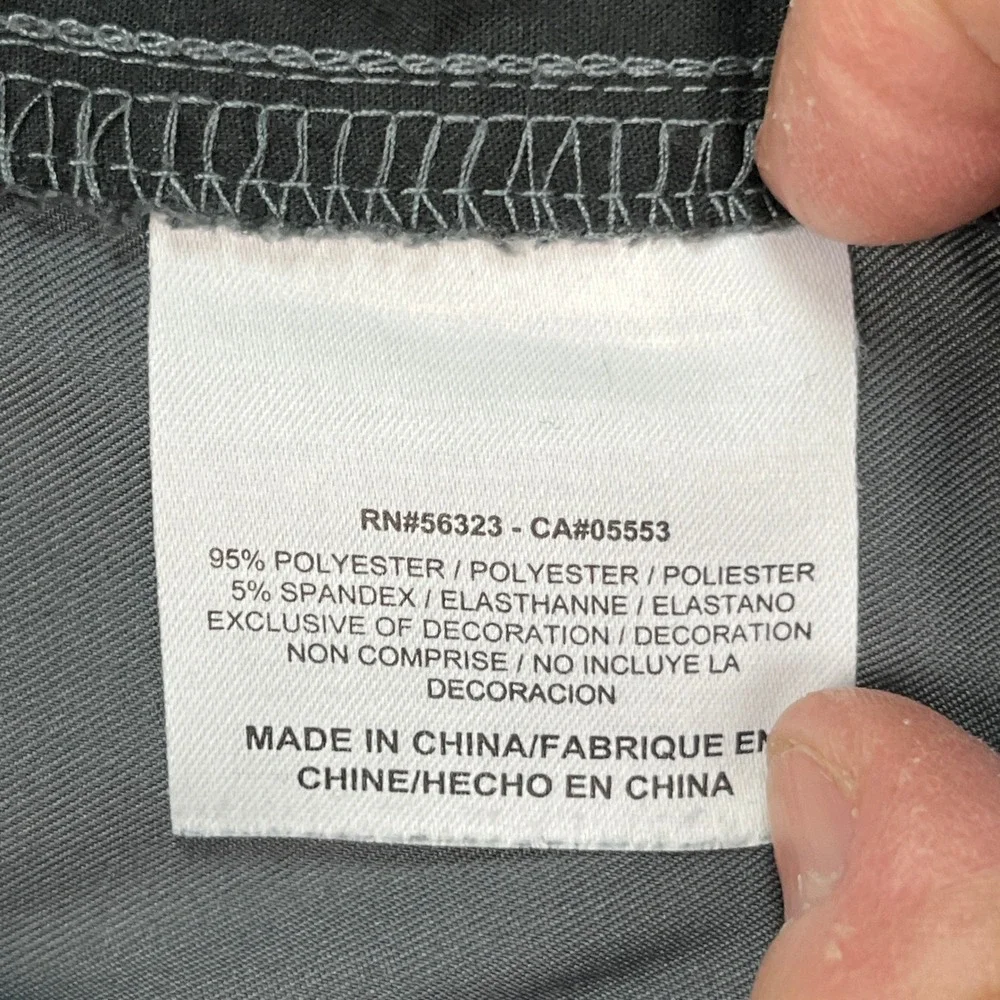 RN#56323 - CA#05553
95% POLYESTER / POLYESTER / POLIESTER
5% SPANDEX / ELASTHANNE / ELASTANO
EXCLUSIVE OF DECORATION / DECORATION
NON COMPRISE / NO INCLUYE LA
DECORACION
MADE IN CHINA/FABRIQUE EN
CHINE/HECHO EN CHINA